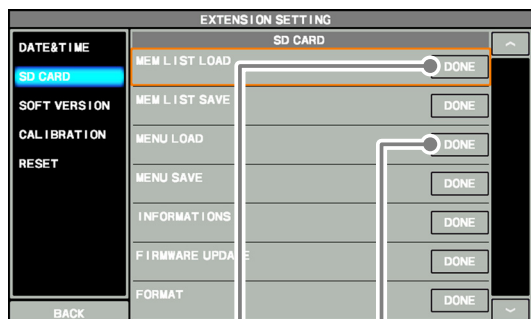 EXTENSION SETTING
DATE&TIME
SD CARD
SOFT VERSION
CALIBRATION
RESET
BACK
SD CARD
MEM LIST LOAD DONE
MEM LIST SAVE DONE
MENU LOAD DONE
MENU SAVE DONE
INFORMATIONS DONE
FIRMWARE UPDATE DONE
FORMAT DONE